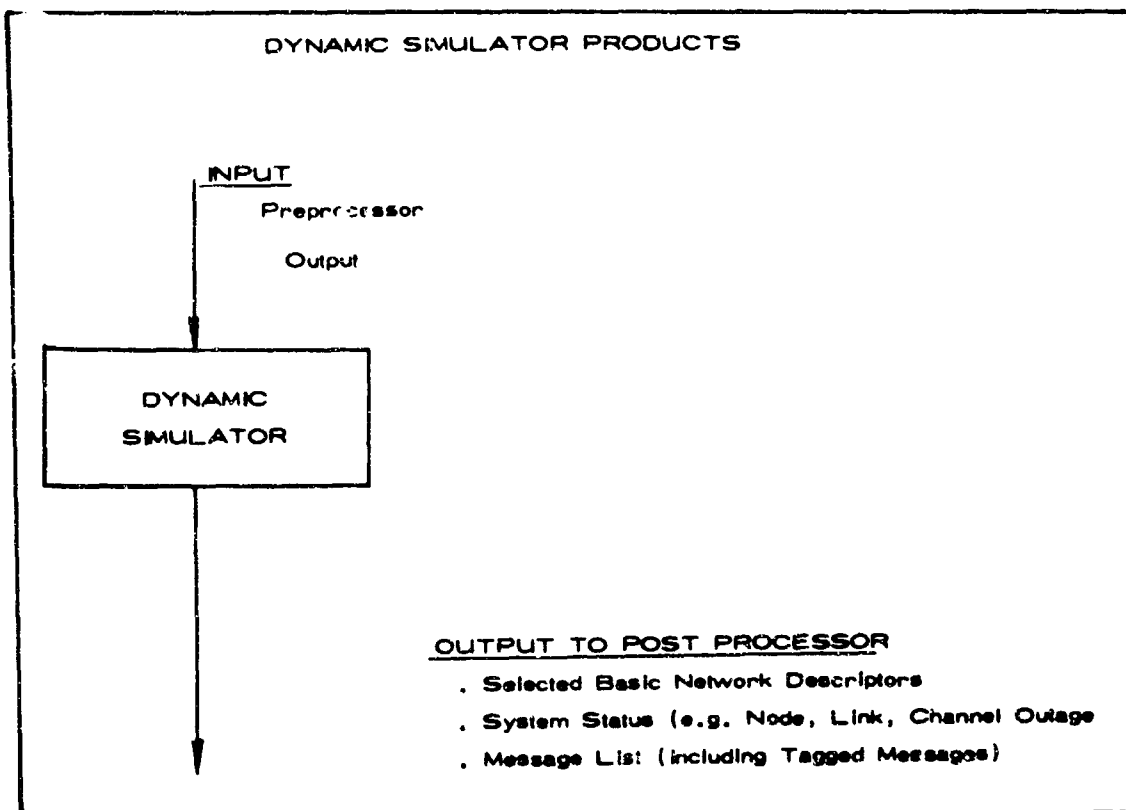 DYNAMIC SIMULATOR PRODUCTS
INPUT
Preprocessor
Output
DYNAMIC
SIMULATOR
OUTPUT TO POST PROCESSOR
. Selected Basic Network Descriptors
. System Status (e.g. Node, Link, Channel Outage
. Message List (including Tagged Messages)